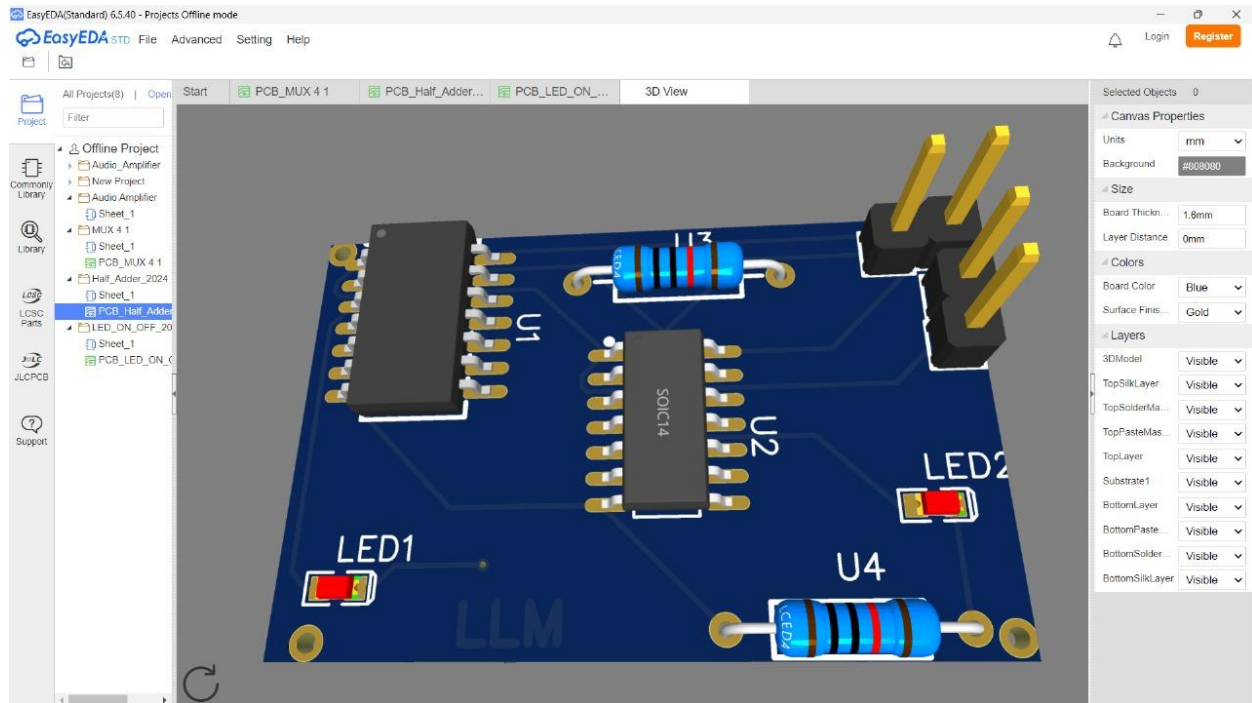 EasyEDA(Standard) 6.5.40 - Projects Offline mode
EasyEDA STD File Advanced Setting Help
Login Register
Project
Commonly
Library
Library
LCSC
LCSC
Parts
JLC
JLCPCB
Support
All Projects(8) | Open
Filter
Offline Project
Audio_Amplifier
New Project
Audio Amplifier
Sheet_1
MUX 4 1
Sheet_1
PCB_MUX 4 1
Half_Adder_2024
Sheet_1
PCB_Half_Adder
LED_ON_OFF_20
Sheet_1
PCB_LED_ON_
Start PCB_MUX 4 1 PCB_Half_Adder... PCB_LED_ON_... 3D View
U3
LCEDA
U1
SOIC14
U2
LED2
LED1
U4
LCEDA
LLM
Selected Objects 0
Canvas Properties
Units mm
Background #808080
Size
Board Thickn... 1.6mm
Layer Distance 0mm
Colors
Board Color Blue
Surface Finis... Gold
Layers
3DModel Visible
TopSilkLayer Visible
TopSolderMa... Visible
TopPasteMas... Visible
TopLayer Visible
Substrate1 Visible
BottomLayer Visible
BottomPaste... Visible
BottomSolder... Visible
BottomSilkLayer Visible